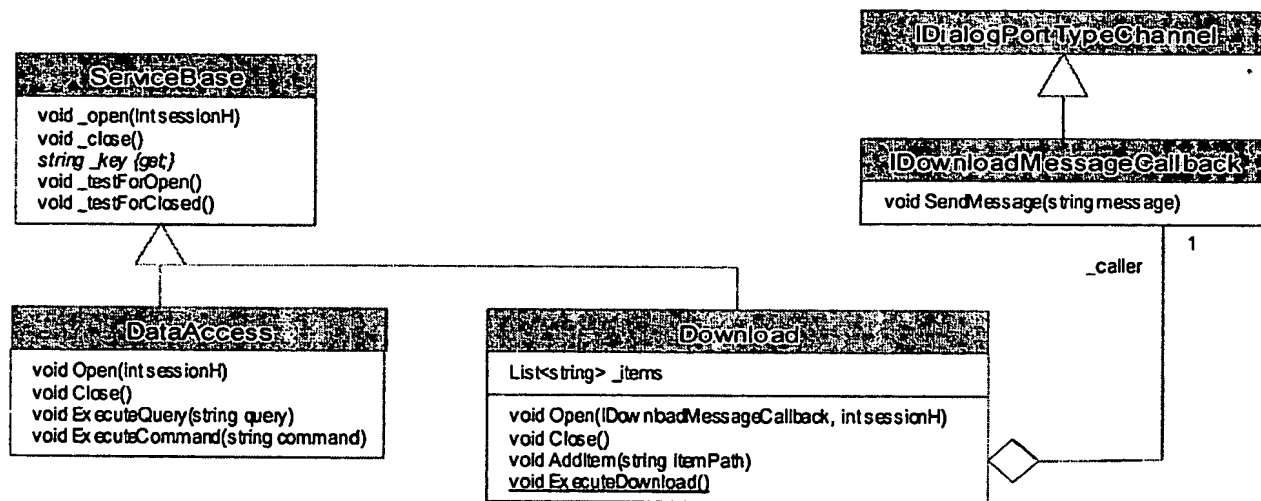 ServiceBase
void _open(int sessionH)
void _close()
string _key {get;}
void _testForOpen()
void _testForClosed()
IDialogPortTypeChannel
IDownloadMessageCallback
void SendMessage(string message)
1
_caller
DataAccess
void Open(int sessionH)
void Close()
void ExecuteQuery(string query)
void ExecuteCommand(string command)
Download
List<string> _items
void Open(IDownloadMessageCallback, int sessionH)
void Close()
void AddItem(string itemPath)
void ExecuteDownload()